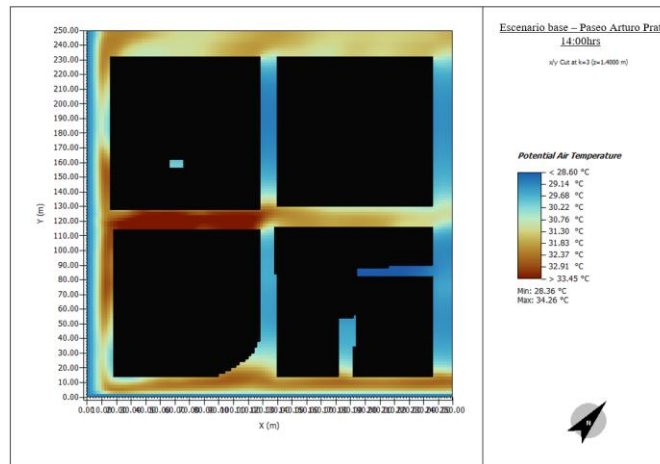 Escenario base – Paseo Arturo Prat
14:00hrs
x/y Cut at k=3 (z=1.4000 m)
Potential Air Temperature
< 28.60 °C
29.14 °C
29.68 °C
30.22 °C
30.76 °C
31.30 °C
31.83 °C
32.37 °C
32.91 °C
> 33.45 °C
Min: 28.36 °C
Max: 34.26 °C
N
Y (m)
250.00
240.00
230.00
220.00
210.00
200.00
190.00
180.00
170.00
160.00
150.00
140.00
130.00
120.00
110.00
100.00
90.00
80.00
70.00
60.00
50.00
40.00
30.00
20.00
10.00
0.00
X (m)